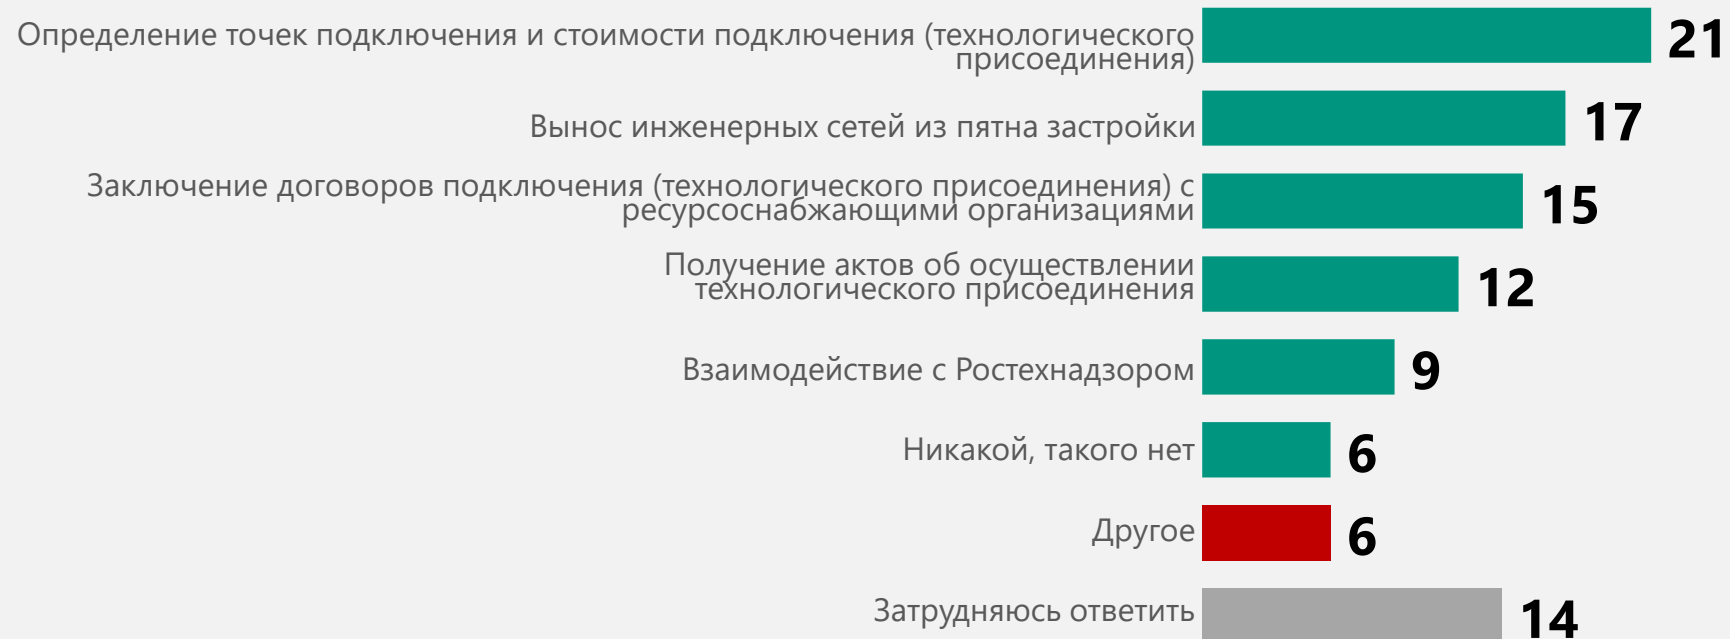 Определение точек подключения и стоимости подключения (технологического
присоединения)
21
Вынос инженерных сетей из пятна застройки
17
Заключение договоров подключения (технологического присоединения) с
ресурсоснабжающими организациями
15
Получение актов об осуществлении
технологического присоединения
12
Взаимодействие с Ростехнадзором
9
Никакой, такого нет
6
Другое
6
Затрудняюсь ответить
14